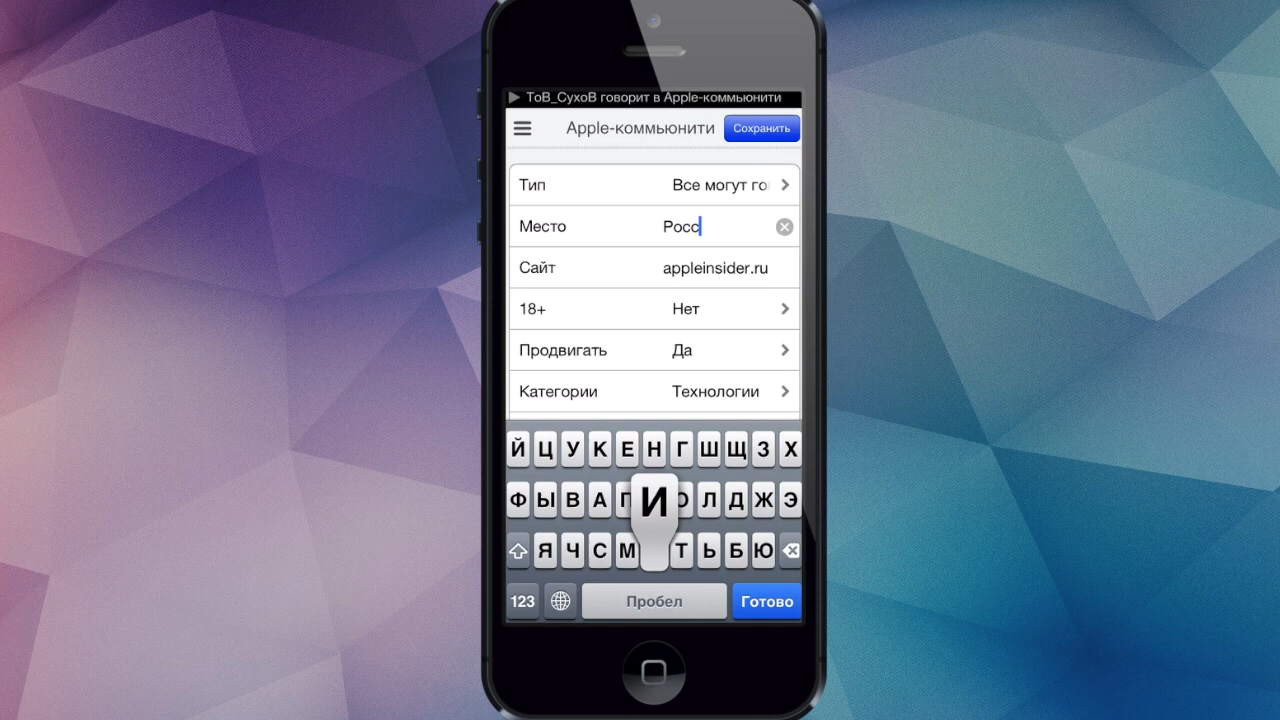 ToB_CyxoB говорит в Apple-коммьюнити
Apple-коммьюнити Сохранить
Тип Все могут го
Место Росс
Сайт appleinsider.ru
18+ Нет
Продвигать Да
Категории Технологии
Й Ц У К Е Н Г Ш Щ З Х
Ф Ы В А П И О Л Д Ж Э
Я Ч С М Т Ь Б Ю
123 Пробел Готово